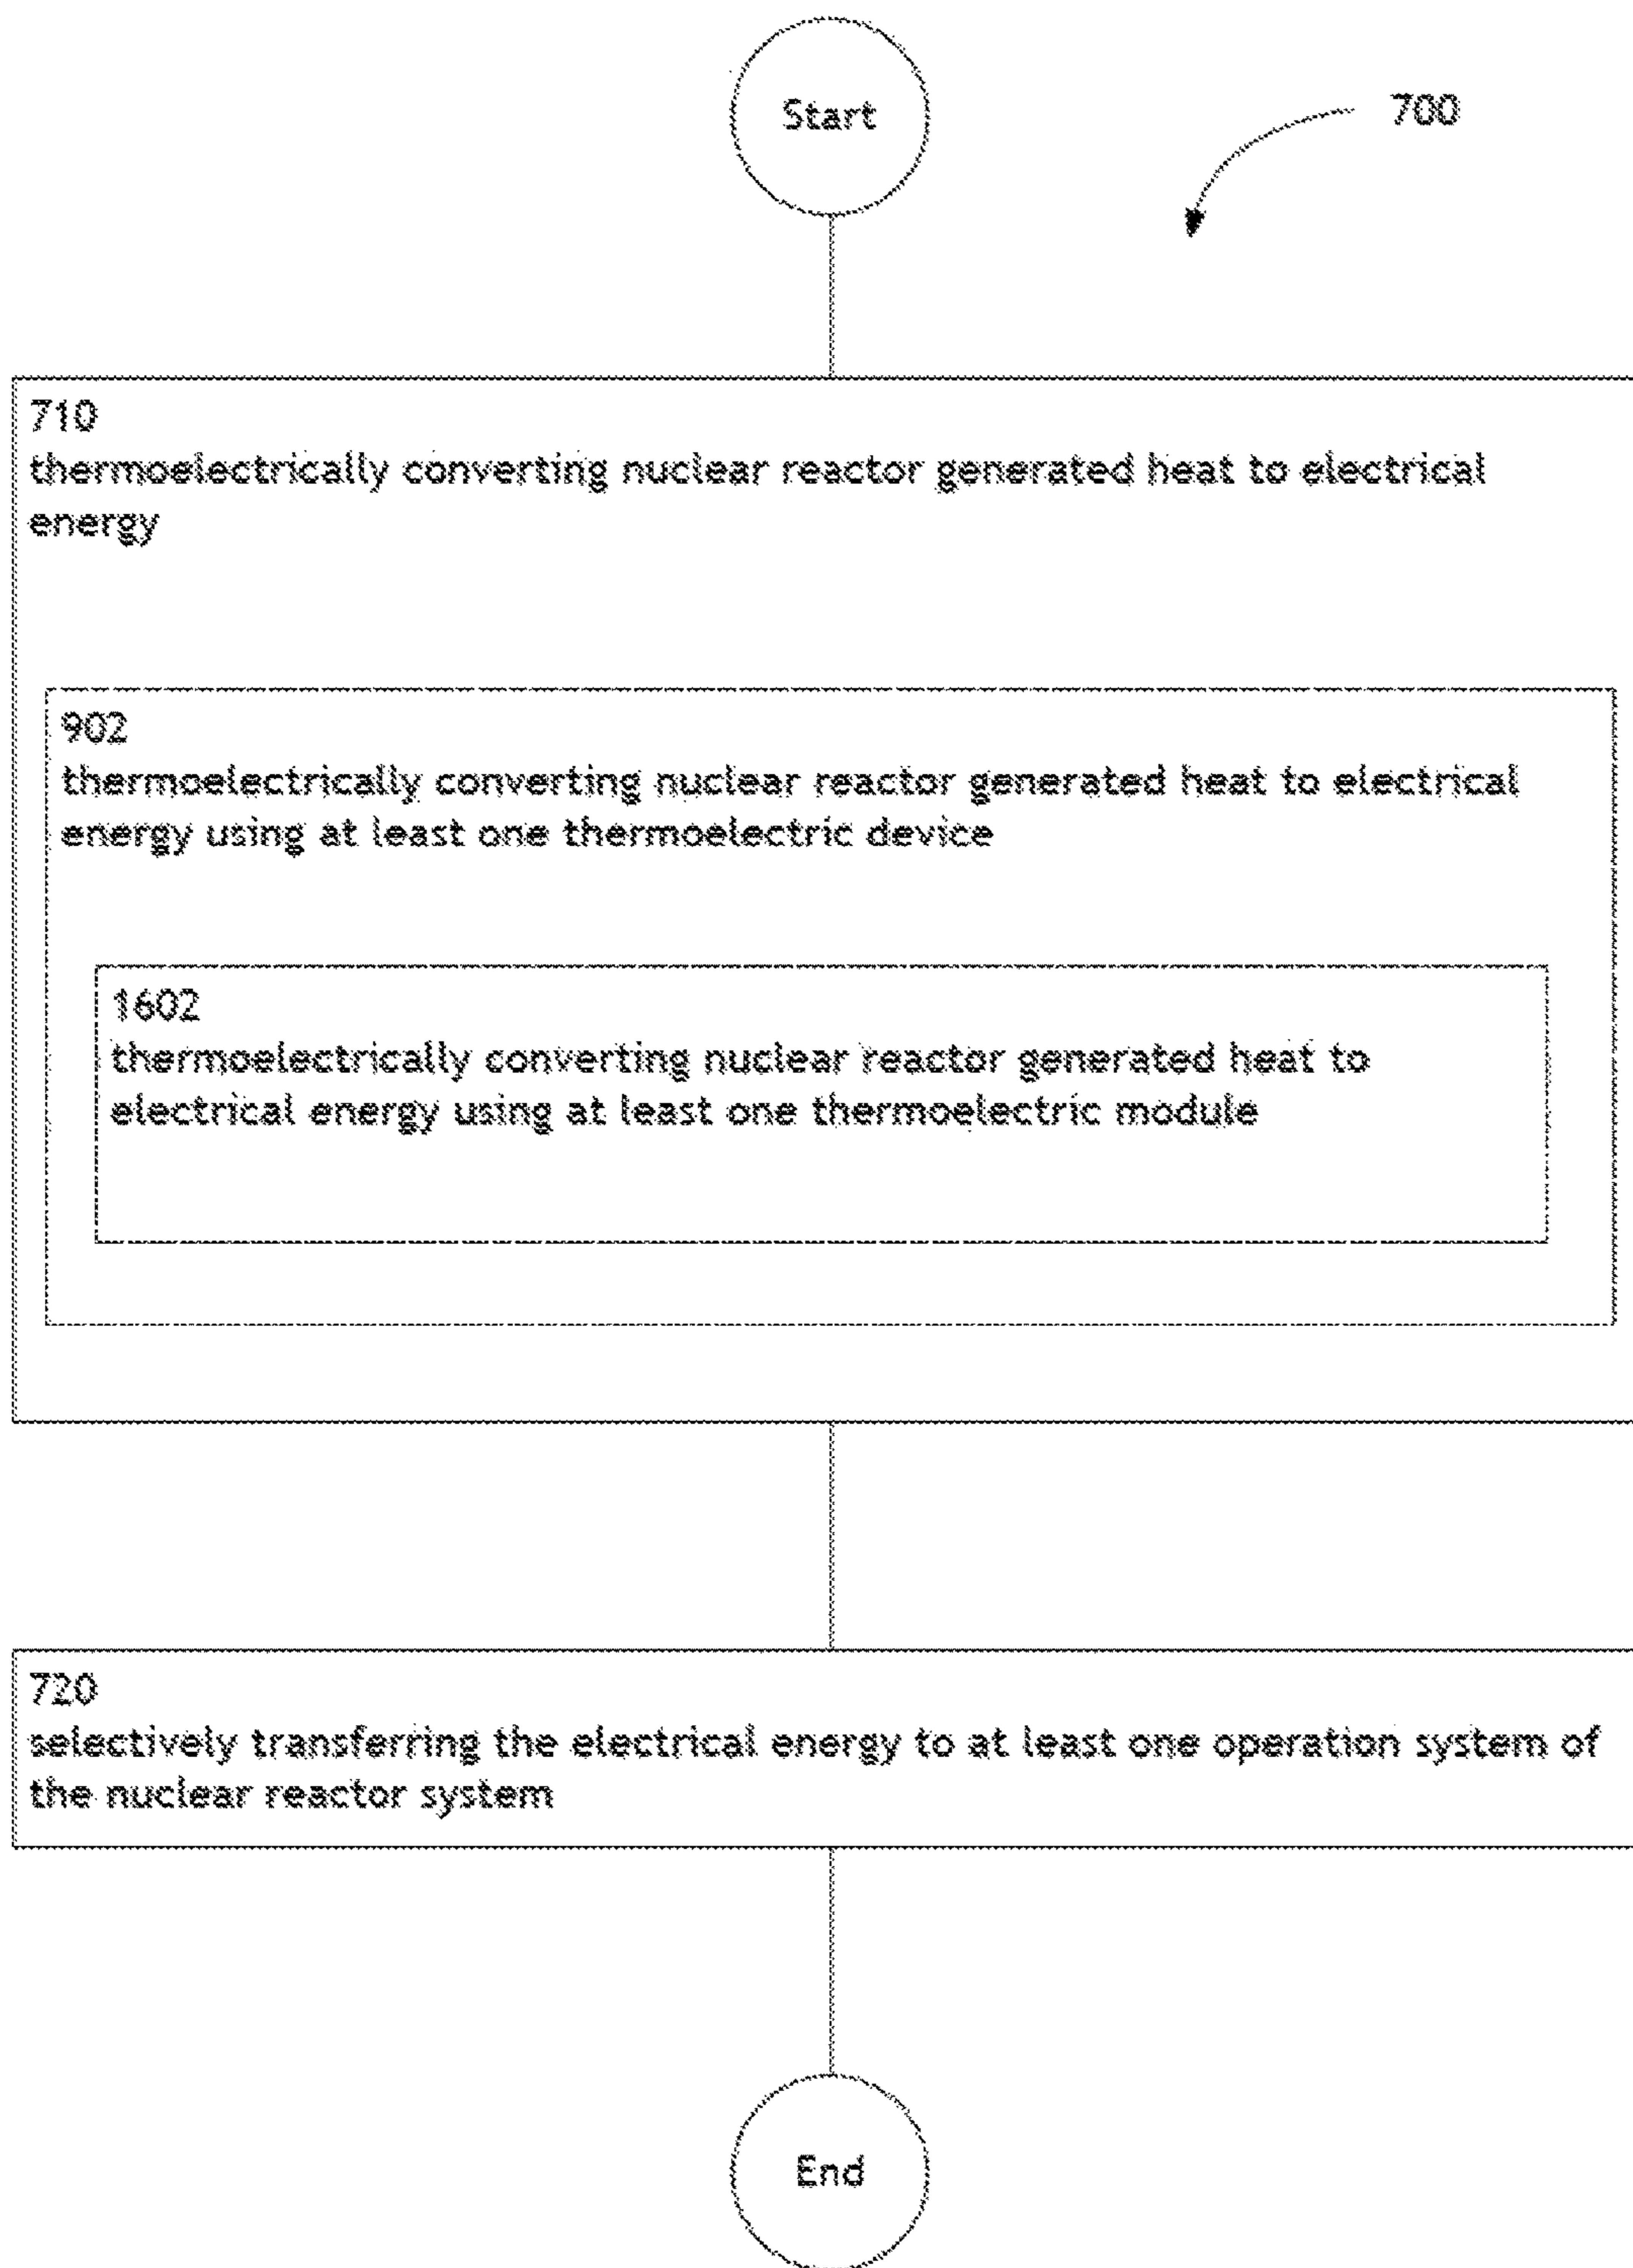 Start
700
710
thermoelectrically converting nuclear reactor generated heat to electrical
energy
902
thermoelectrically converting nuclear reactor generated heat to electrical
energy using at least one thermoelectric device
1602
thermoelectrically converting nuclear reactor generated heat to
electrical energy using at least one thermoelectric module
720
selectively transferring the electrical energy to at least one operation system of
the nuclear reactor system
End